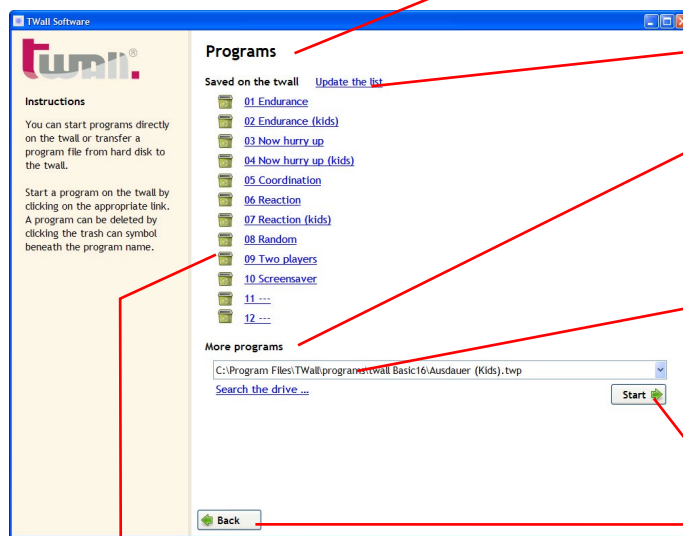 TWall Software
twall®
Programs
Saved on the twall Update the list
Instructions
You can start programs directly
on the twall or transfer a
program file from hard disk to
the twall.
Start a program on the twall by
clicking on the appropriate link.
A program can be deleted by
clicking the trash can symbol
beneath the program name.
01 Endurance
02 Endurance (kids)
03 Now hurry up
04 Now hurry up (kids)
05 Coordination
06 Reaction
07 Reaction (kids)
08 Random
09 Two players
10 Screensaver
11 ---
12 ---
More programs
C:\Program Files\TWall\programs\twall Basic16\Ausdauer (Kids).twp
Search the drive ...
Start
Back